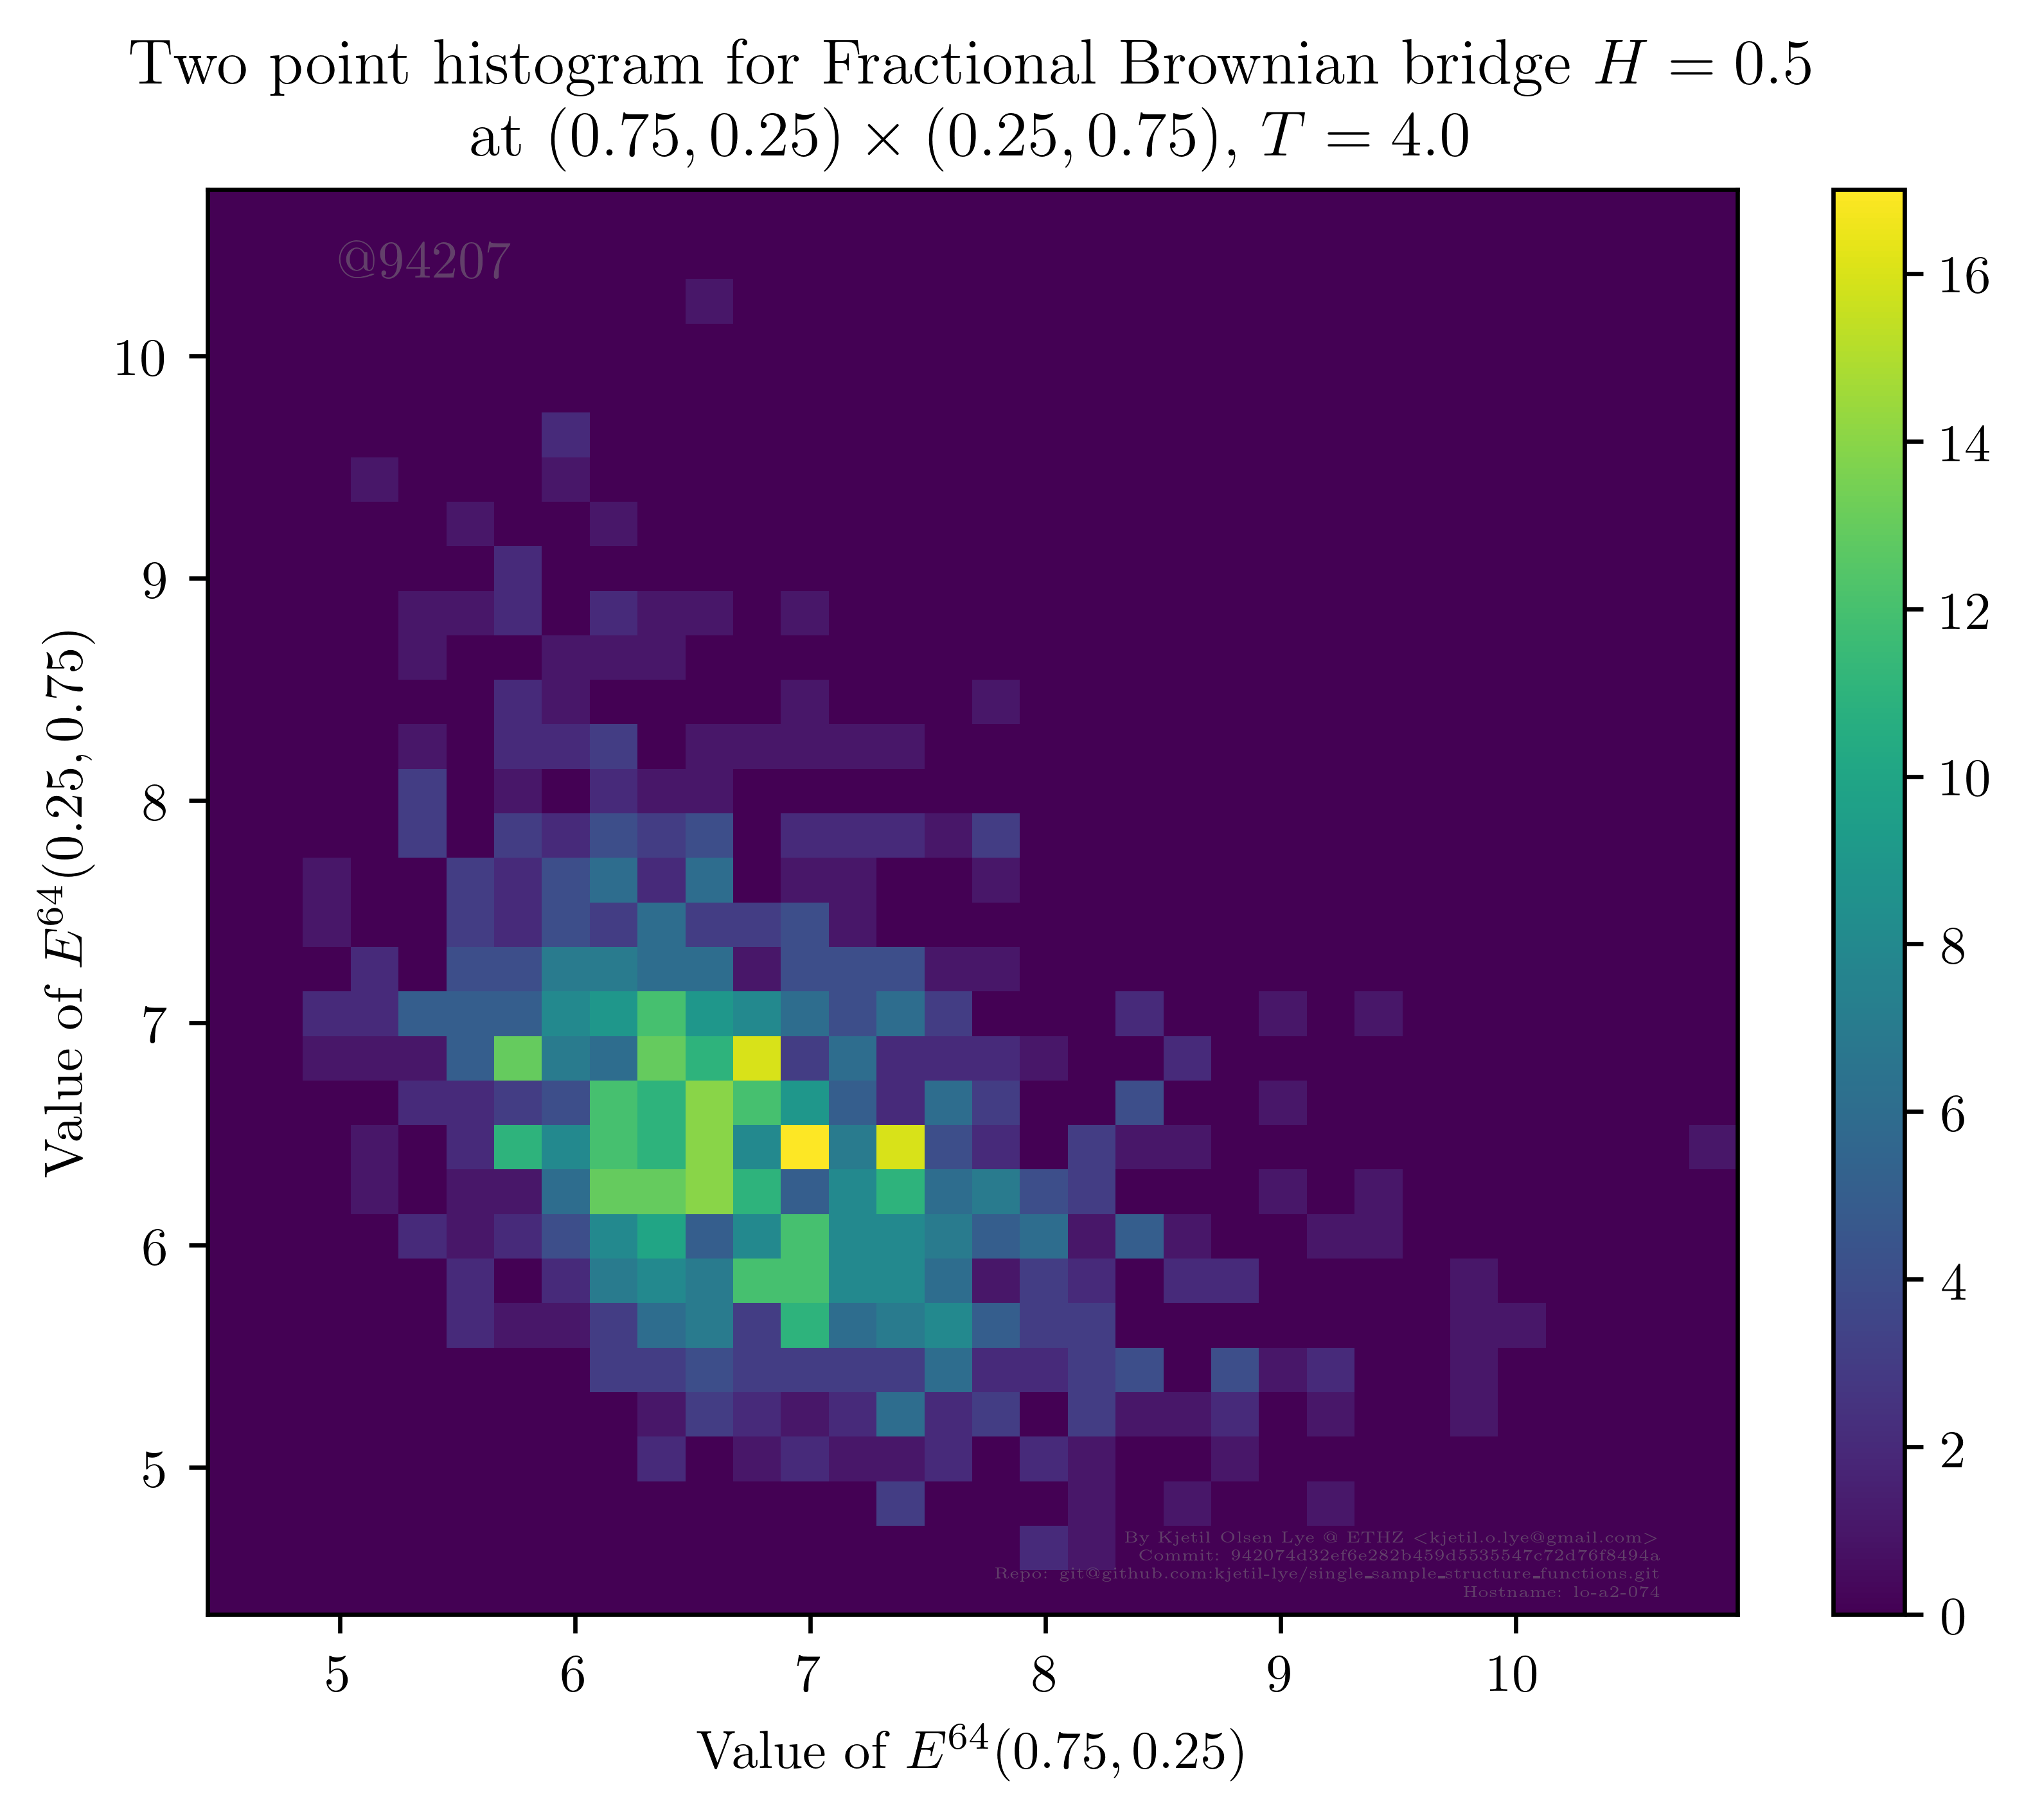 Two point histogram for Fractional Brownian bridge H = 0.5
at (0.75, 0.25) × (0.25, 0.75), T = 4.0
@94207
10
9
8
7
6
5
Value of E^64(0.25, 0.75)
5 6 7 8 9 10
Value of E^64(0.75, 0.25)
16
14
12
10
8
6
4
2
0
By Kjetil Olsen Lye @ ETHZ <kjetil.o.lye@gmail.com>
Commit: 942074d32ef6e282b459d5535547c72d76f8494a
Repo: git@github.com:kjetil-lye/single_sample_structure_functions.git
Hostname: lo-a2-074